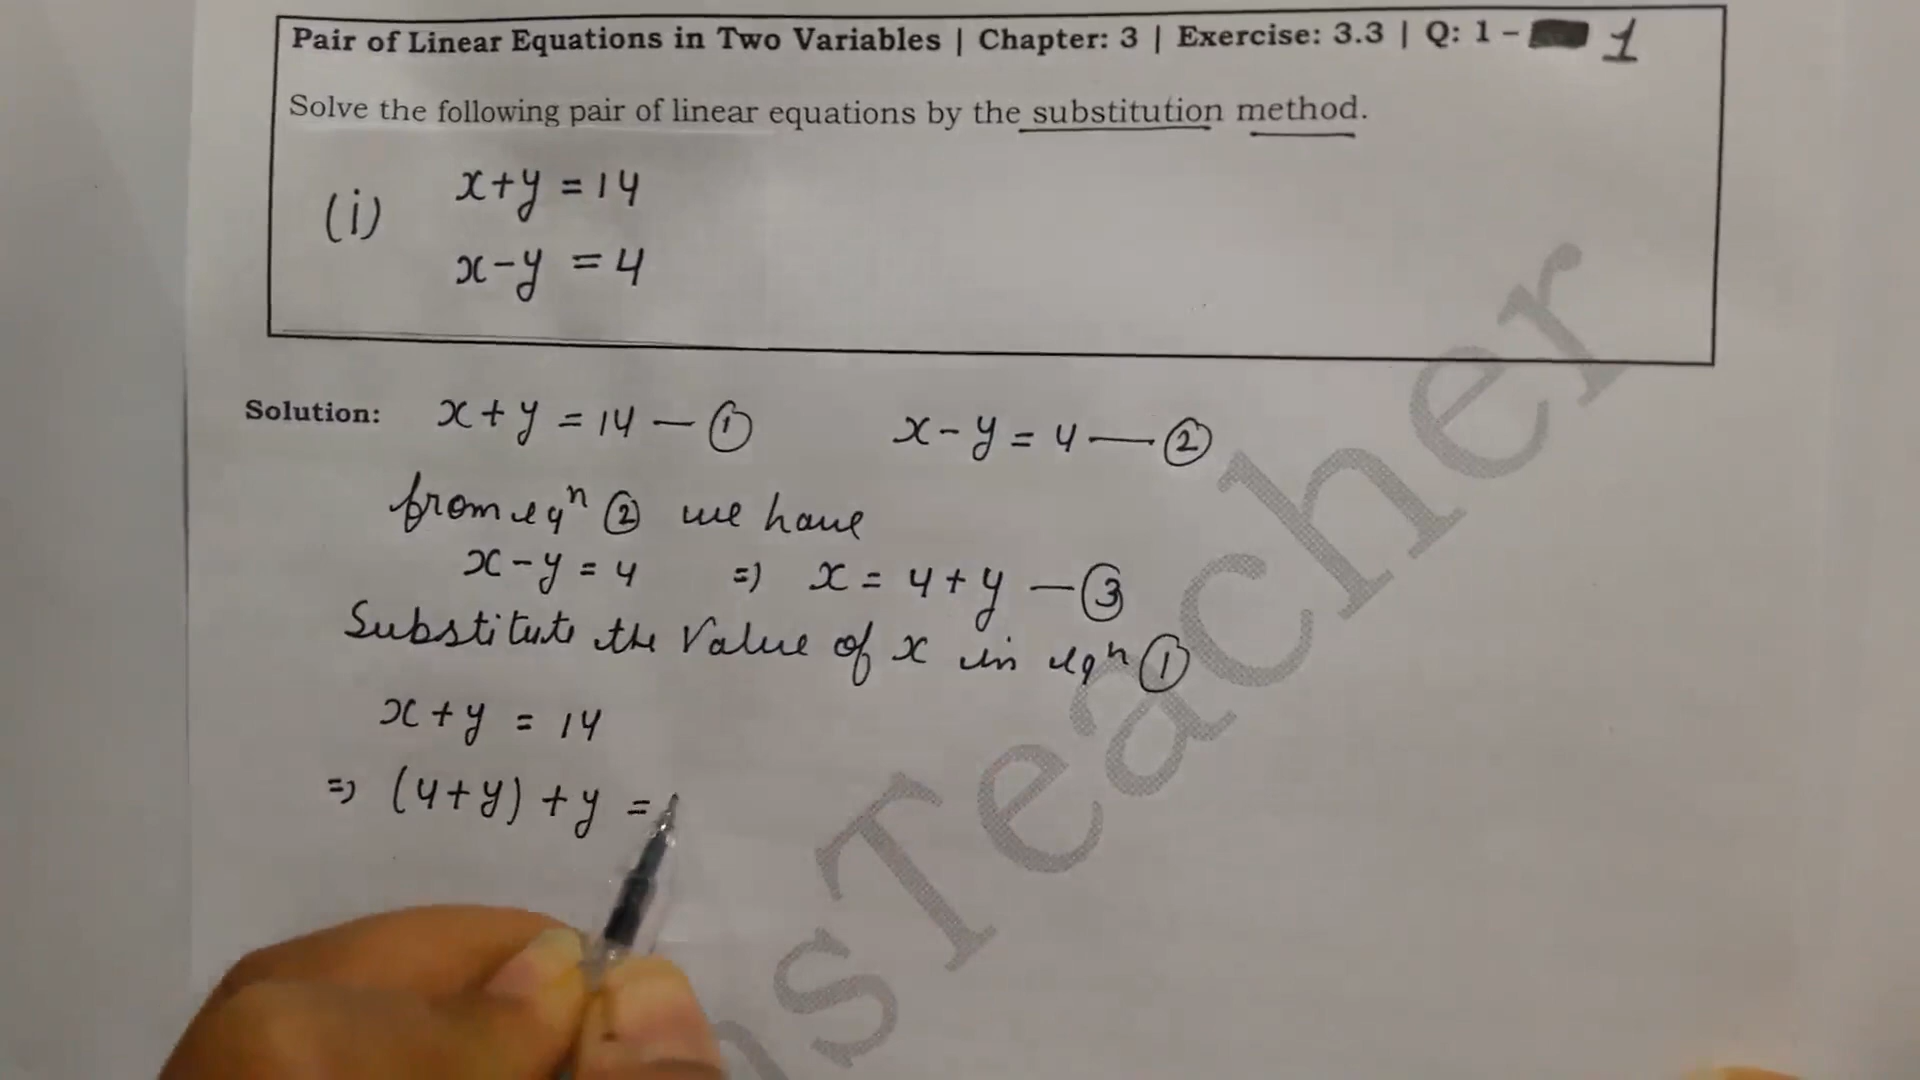 Pair of Linear Equations in Two Variables | Chapter: 3 | Exercise: 3.3 | Q: 1 – 1
Solve the following pair of linear equations by the substitution method.
(i) x+y = 14
x-y = 4
Solution: x + y = 14 — ① x - y = 4 — ②
from eqⁿ ② we have
x - y = 4 => x = 4 + y — ③
Substitute the value of x in eqⁿ ①
x + y = 14
=> (4+y) + y =
sTeacher